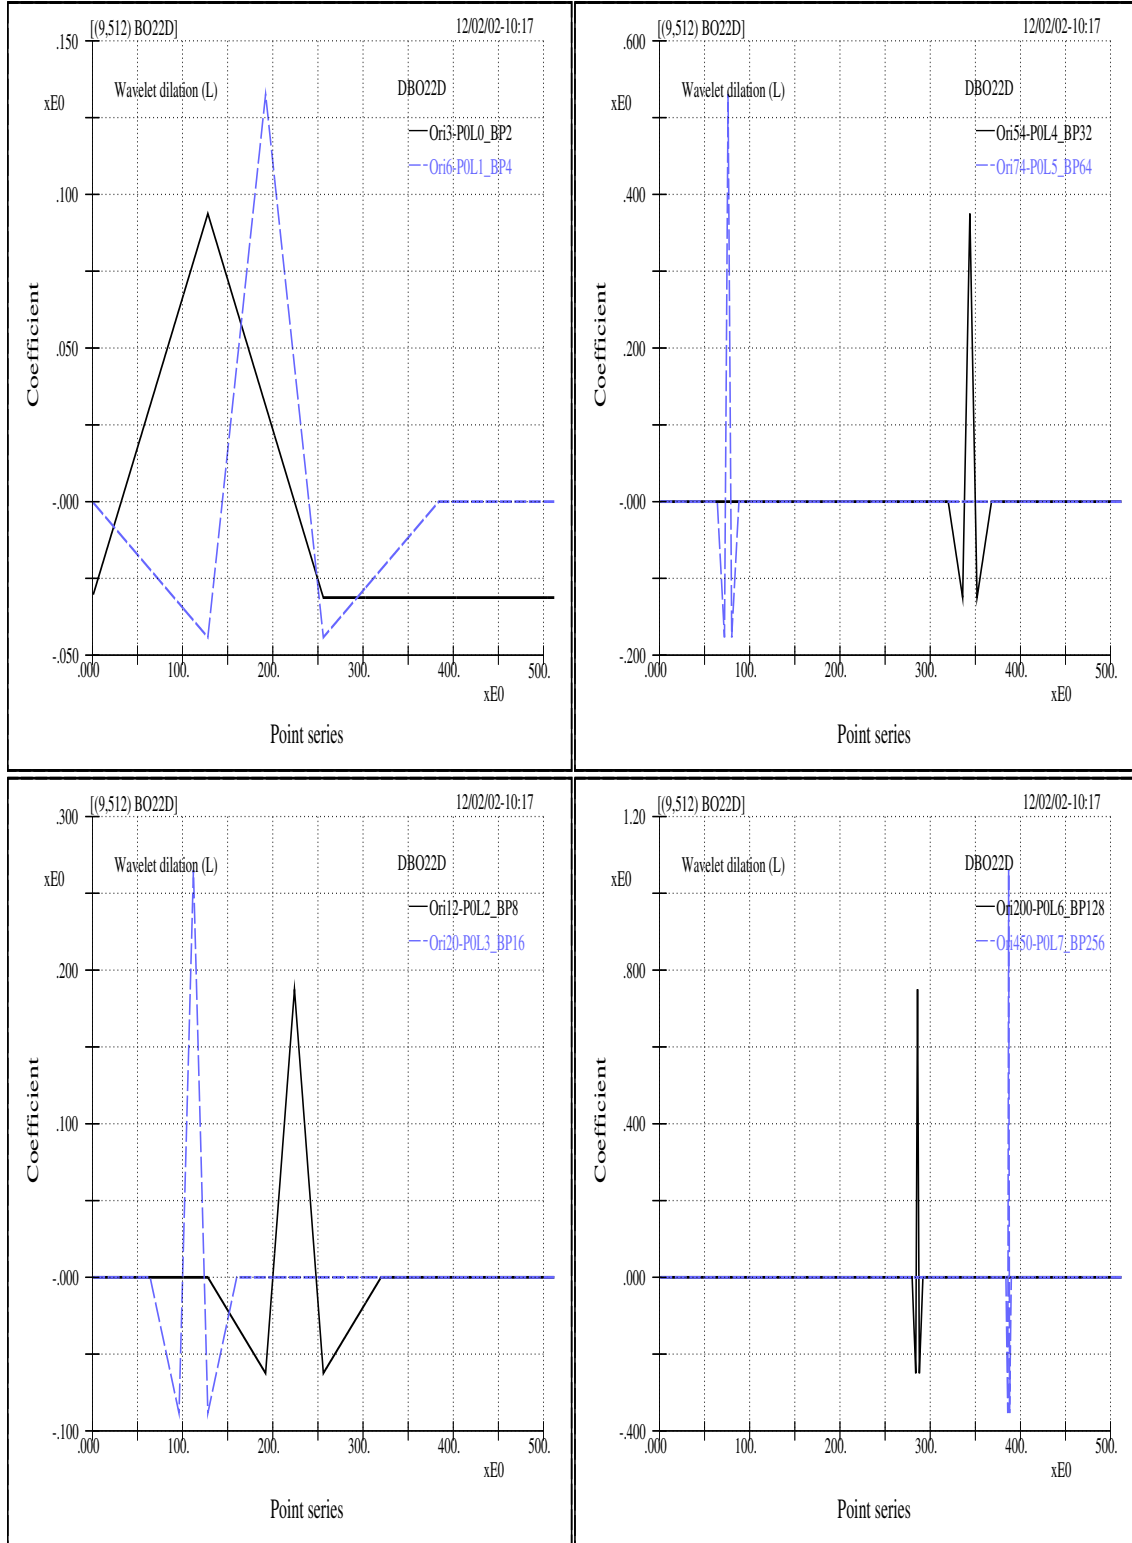 [(9,512) BO22D] 12/02/02-10:17
.150
xE0
Wavelet dilation (L) DBO22D
Ori3-P0L0_BP2
Ori6-P0L1_BP4
.100
.050
-.000
-.050
Coefficient
.000 100. 200. 300. 400. 500.
xE0
Point series
[(9,512) BO22D] 12/02/02-10:17
.600
xE0
Wavelet dilation (L) DBO22D
Ori54-P0L4_BP32
Ori74-P0L5_BP64
.400
.200
-.000
-.200
Coefficient
.000 100. 200. 300. 400. 500.
xE0
Point series
[(9,512) BO22D] 12/02/02-10:17
.300
xE0
Wavelet dilation (L) DBO22D
Ori12-P0L2_BP8
Ori20-P0L3_BP16
.200
.100
-.000
-.100
Coefficient
.000 100. 200. 300. 400. 500.
xE0
Point series
[(9,512) BO22D] 12/02/02-10:17
1.20
xE0
Wavelet dilation (L) DBO22D
Ori200-P0L6_BP128
Ori450-P0L7_BP256
.800
.400
.000
-.400
Coefficient
.000 100. 200. 300. 400. 500.
xE0
Point series